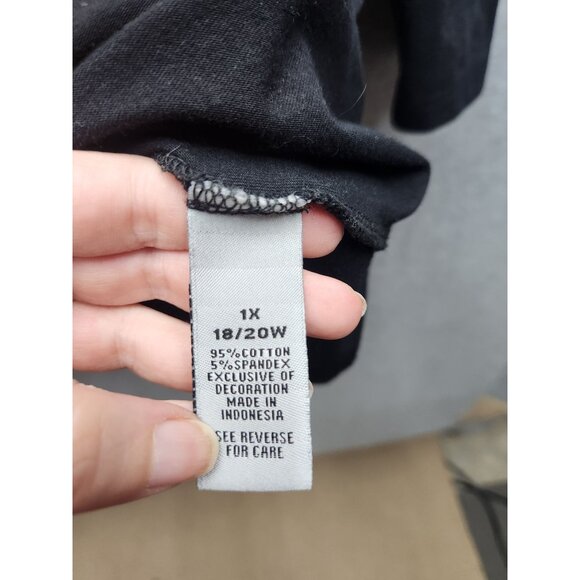 1X
18/20W
95%COTTON
5%SPANDEX
EXCLUSIVE OF
DECORATION
MADE IN
INDONESIA
SEE REVERSE
FOR CARE